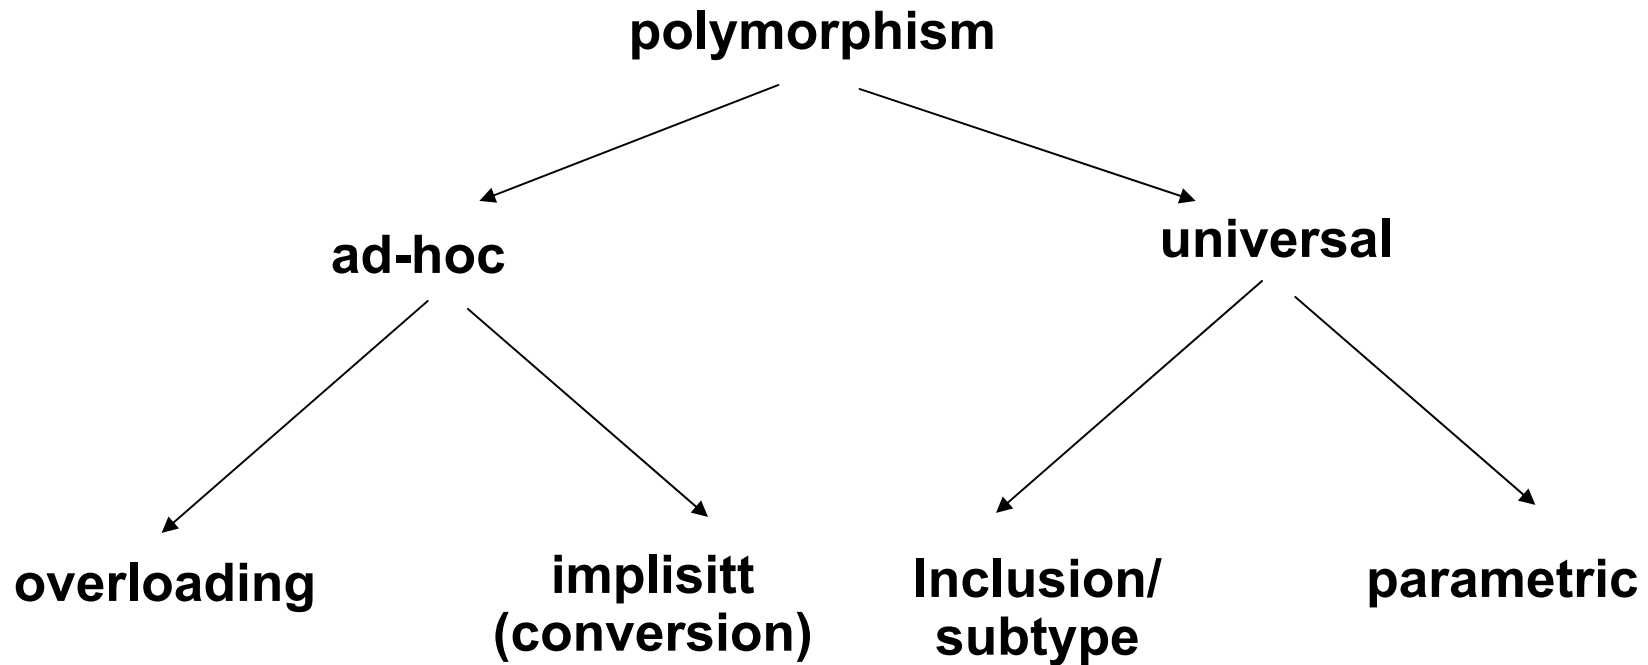 polymorphism
ad-hoc
universal
overloading
implisitt
(conversion)
Inclusion/
subtype
parametric